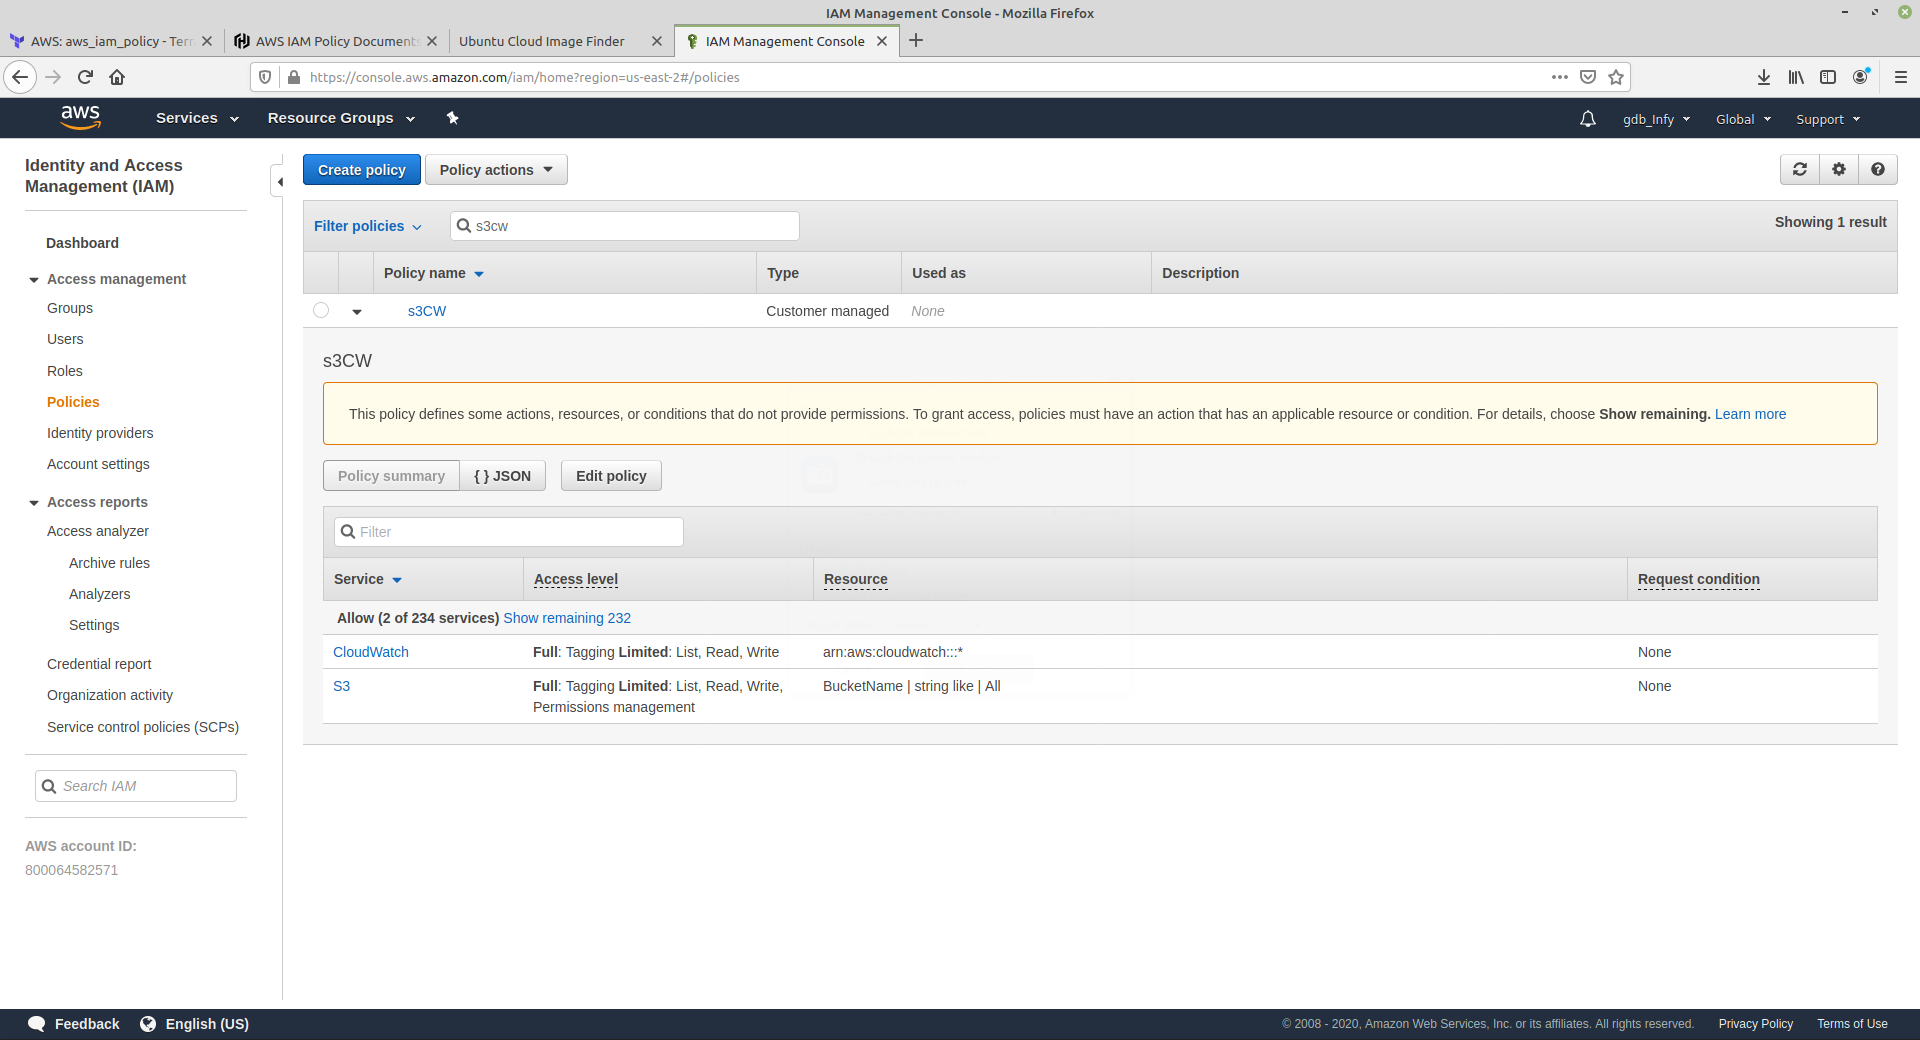 IAM Management Console - Mozilla Firefox
AWS: aws_iam_policy - Terr
AWS IAM Policy Documents
Ubuntu Cloud Image Finder
IAM Management Console
https://console.aws.amazon.com/iam/home?region=us-east-2#/policies
aws
Services
Resource Groups
gdb_Infy
Global
Support
Identity and Access
Management (IAM)
Dashboard
Access management
Groups
Users
Roles
Policies
Identity providers
Account settings
Access reports
Access analyzer
Archive rules
Analyzers
Settings
Credential report
Organization activity
Service control policies (SCPs)
Search IAM
AWS account ID:
800064582571
Create policy
Policy actions
Filter policies
s3cw
Showing 1 result
Policy name
Type
Used as
Description
s3CW
Customer managed
None
s3CW
This policy defines some actions, resources, or conditions that do not provide permissions. To grant access, policies must have an action that has an applicable resource or condition. For details, choose Show remaining. Learn more
Policy summary
{ } JSON
Edit policy
Filter
Service
Access level
Resource
Request condition
Allow (2 of 234 services) Show remaining 232
CloudWatch
Full: Tagging Limited: List, Read, Write
arn:aws:cloudwatch:::*
None
S3
Full: Tagging Limited: List, Read, Write,
Permissions management
BucketName | string like | All
None
Feedback
English (US)
© 2008 - 2020, Amazon Web Services, Inc. or its affiliates. All rights reserved.
Privacy Policy
Terms of Use